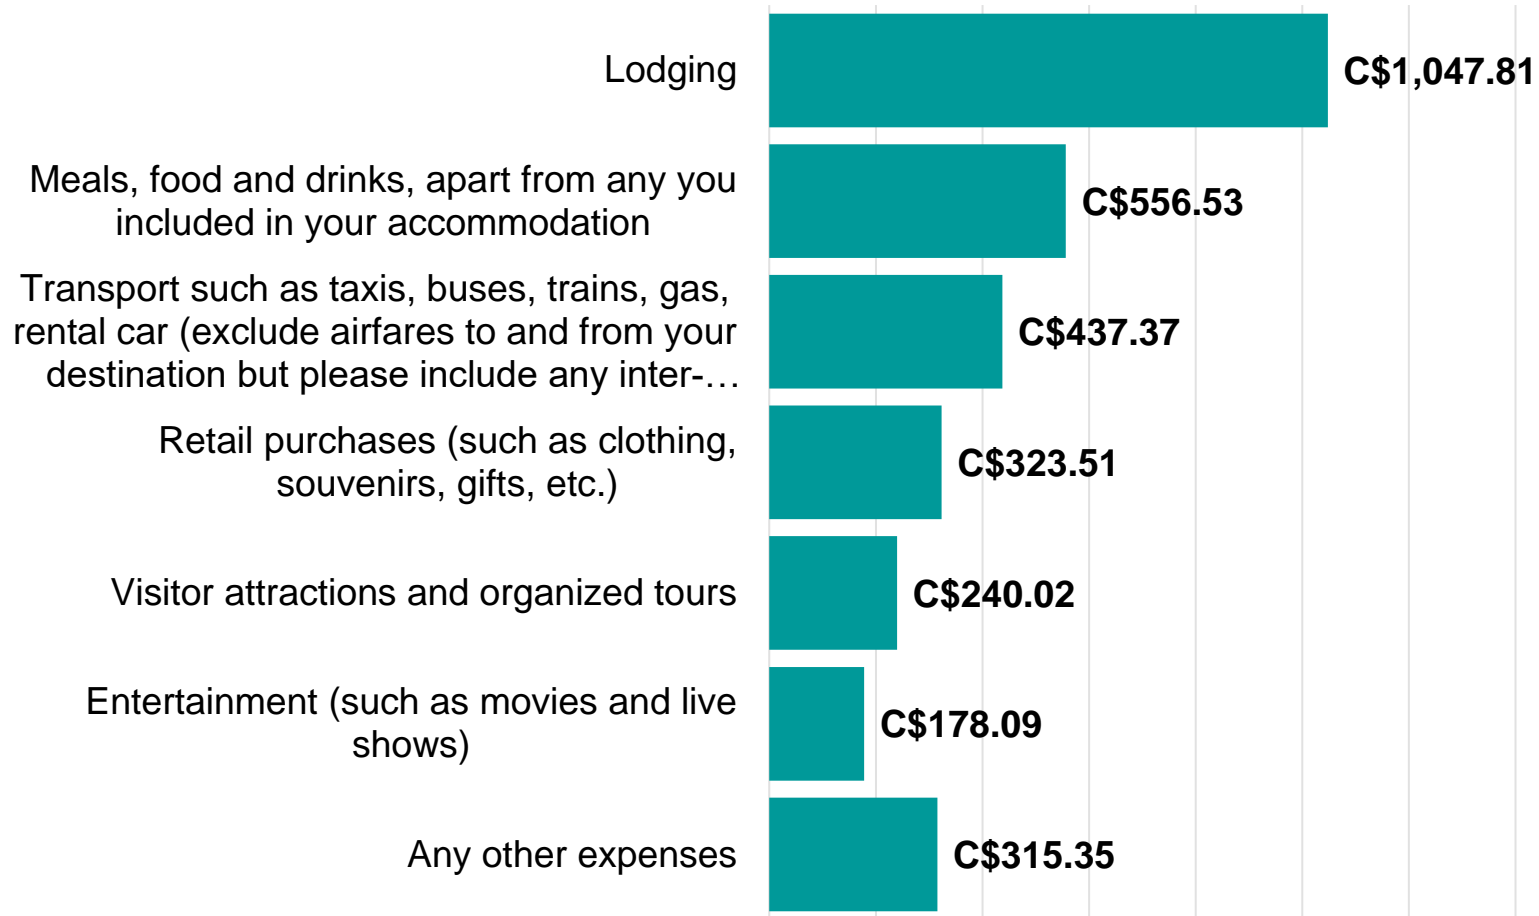 Lodging
C$1,047.81
Meals, food and drinks, apart from any you
included in your accommodation
C$556.53
Transport such as taxis, buses, trains, gas,
rental car (exclude airfares to and from your
destination but please include any inter-…
C$437.37
Retail purchases (such as clothing,
souvenirs, gifts, etc.)
C$323.51
Visitor attractions and organized tours
C$240.02
Entertainment (such as movies and live
shows)
C$178.09
Any other expenses
C$315.35